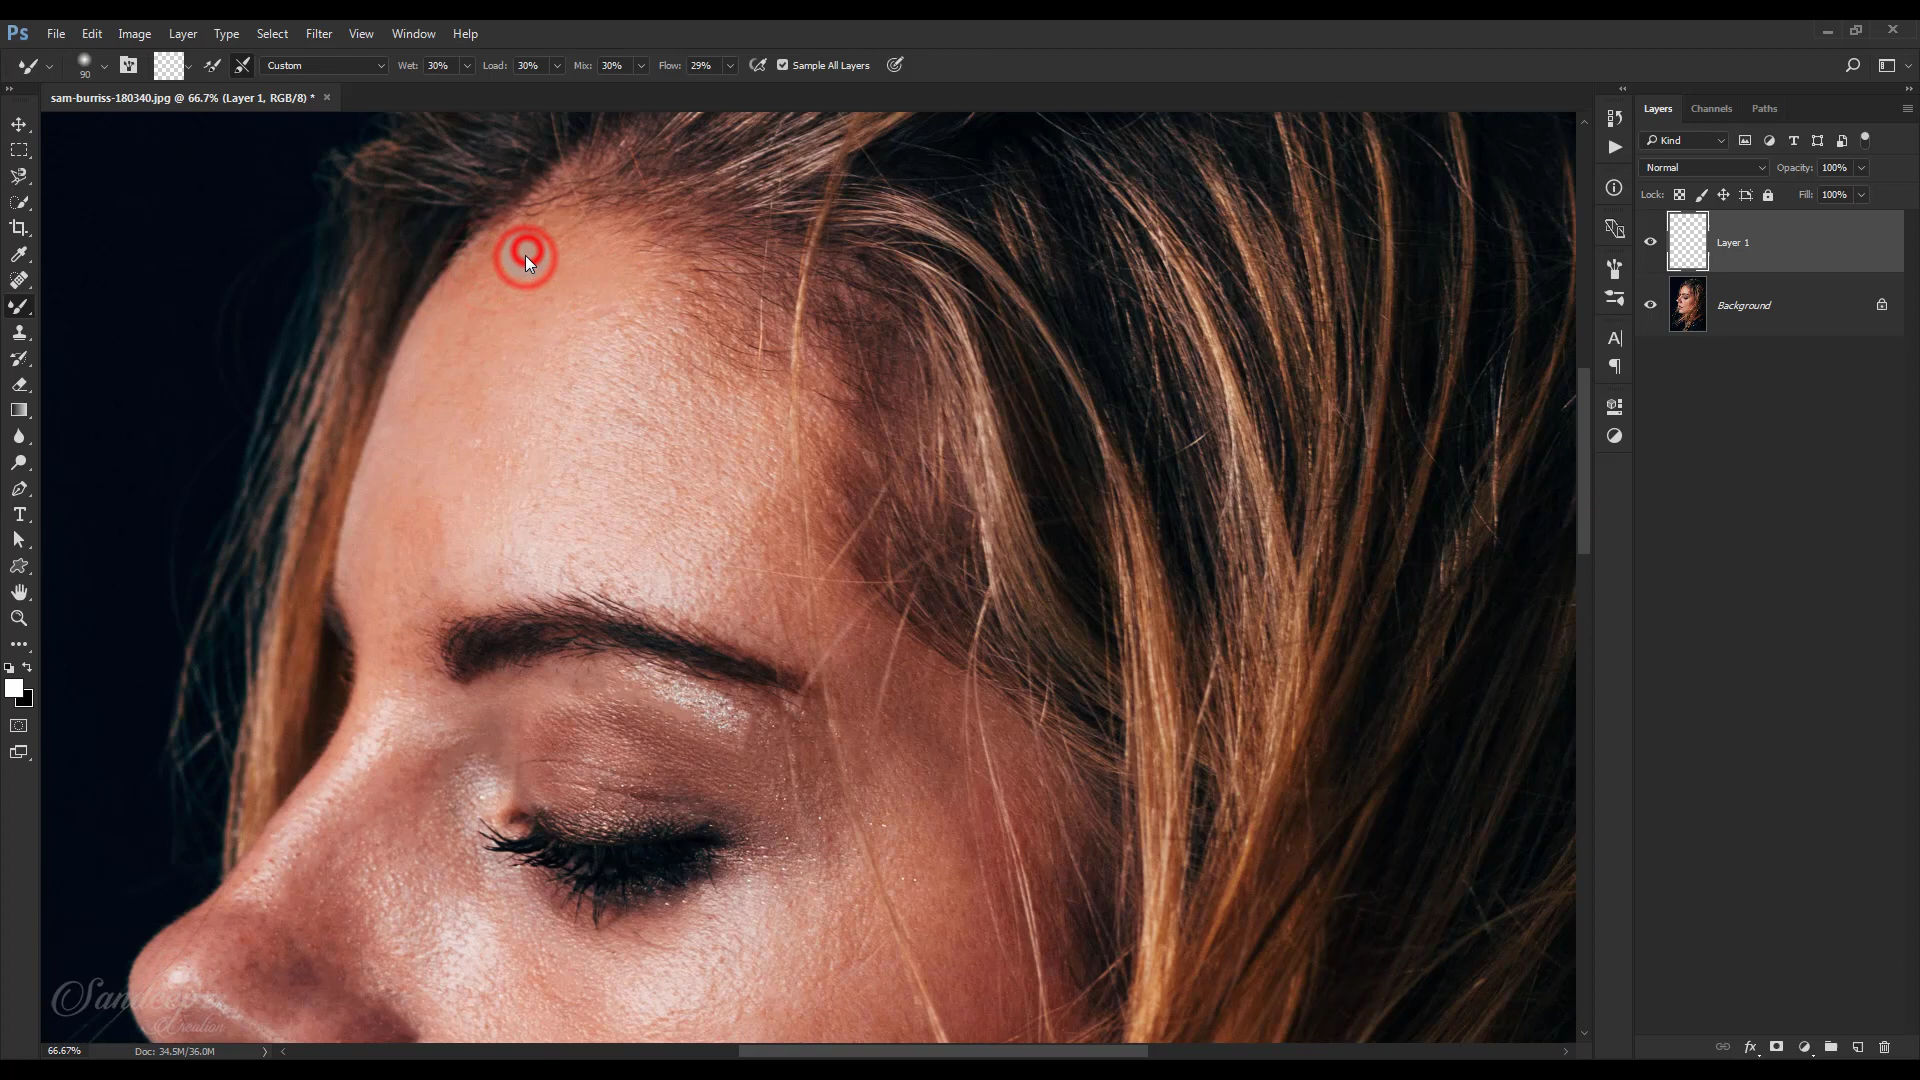 Ps File Edit Image Layer Type Select Filter View Window Help
90 Custom Wet: 30% Load: 30% Mix: 30% Flow: 29% Sample All Layers
sam-burriss-180340.jpg @ 66.7% (Layer 1, RGB/8) * ×
Layers Channels Paths
Kind
Normal Opacity: 100%
Lock: Fill: 100%
Layer 1
Background
Creation
66.67% Doc: 34.5M/36.0M
fx